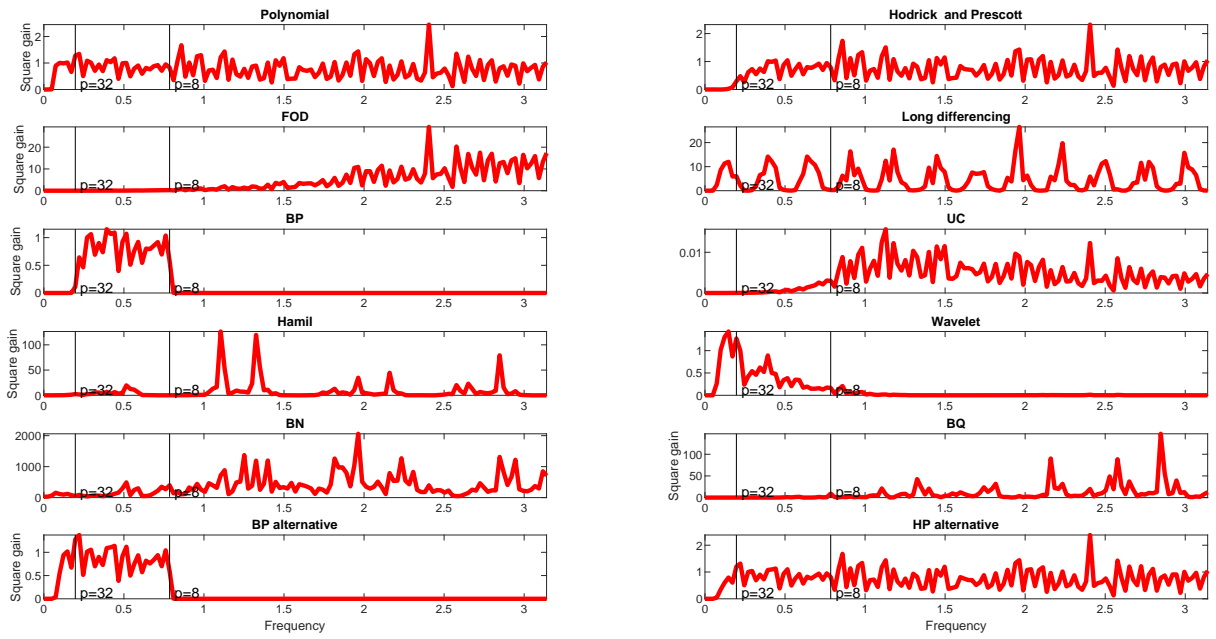 Polynomial
Square gain
2
1
0
p=32
p=8
0
0.5
1
1.5
2
2.5
3
Hodrick and Prescott
2
1
0
p=32
p=8
0
0.5
1
1.5
2
2.5
3
FOD
Square gain
20
10
0
p=32
p=8
0
0.5
1
1.5
2
2.5
3
Long differencing
20
10
0
p=32
p=8
0
0.5
1
1.5
2
2.5
3
BP
Square gain
1
0.5
0
p=32
p=8
0
0.5
1
1.5
2
2.5
3
UC
0.01
0
p=32
p=8
0
0.5
1
1.5
2
2.5
3
Hamil
Square gain
100
50
0
p=32
p=8
0
0.5
1
1.5
2
2.5
3
Wavelet
1
0.5
0
p=32
p=8
0
0.5
1
1.5
2
2.5
3
BN
Square gain
2000
1000
0
p=32
p=8
0
0.5
1
1.5
2
2.5
3
BQ
Square gain
100
50
0
p=32
p=8
0
0.5
1
1.5
2
2.5
3
BP alternative
Square gain
1
0.5
0
p=32
p=8
0
0.5
1
1.5
2
2.5
3
Frequency
HP alternative
2
1
0
p=32
p=8
0
0.5
1
1.5
2
2.5
3
Frequency